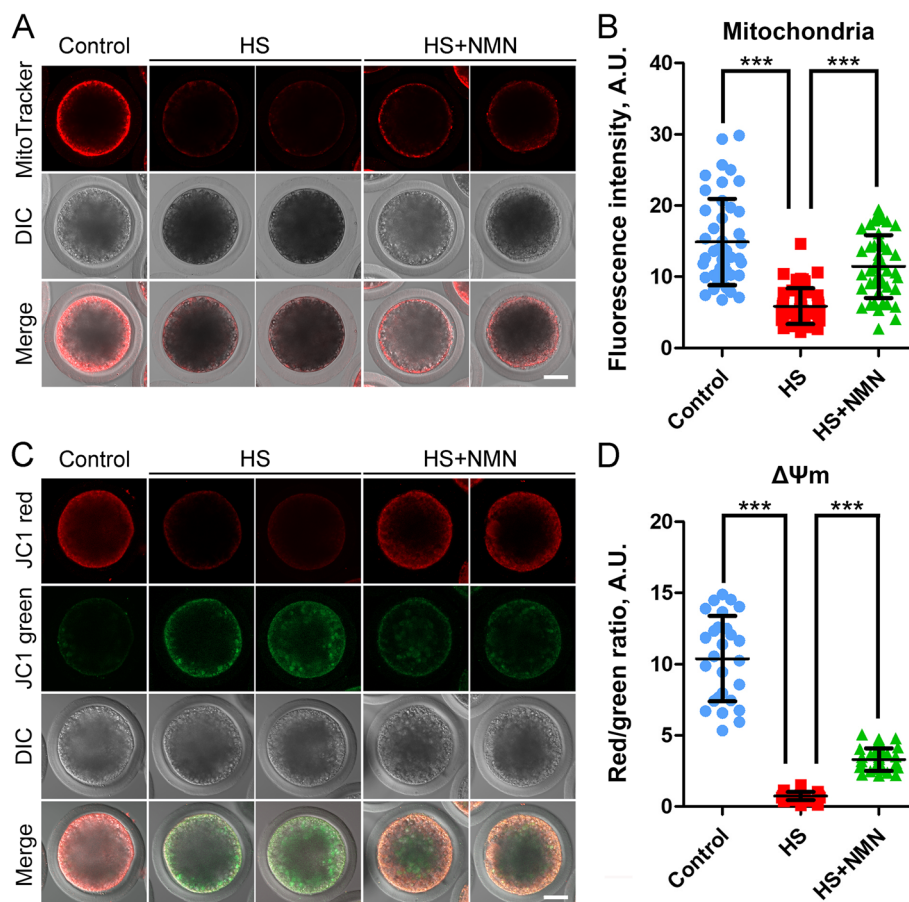 A
Control HS HS+NMN
MitoTracker
DIC
Merge
B
Mitochondria
*** ***
Fluorescence intensity, A.U.
40
30
20
10
0
Control HS HS+NMN
C
Control HS HS+NMN
JC1 red
JC1 green
DIC
Merge
D
ΔΨm
*** ***
Red/green ratio, A.U.
20
15
10
5
0
Control HS HS+NMN